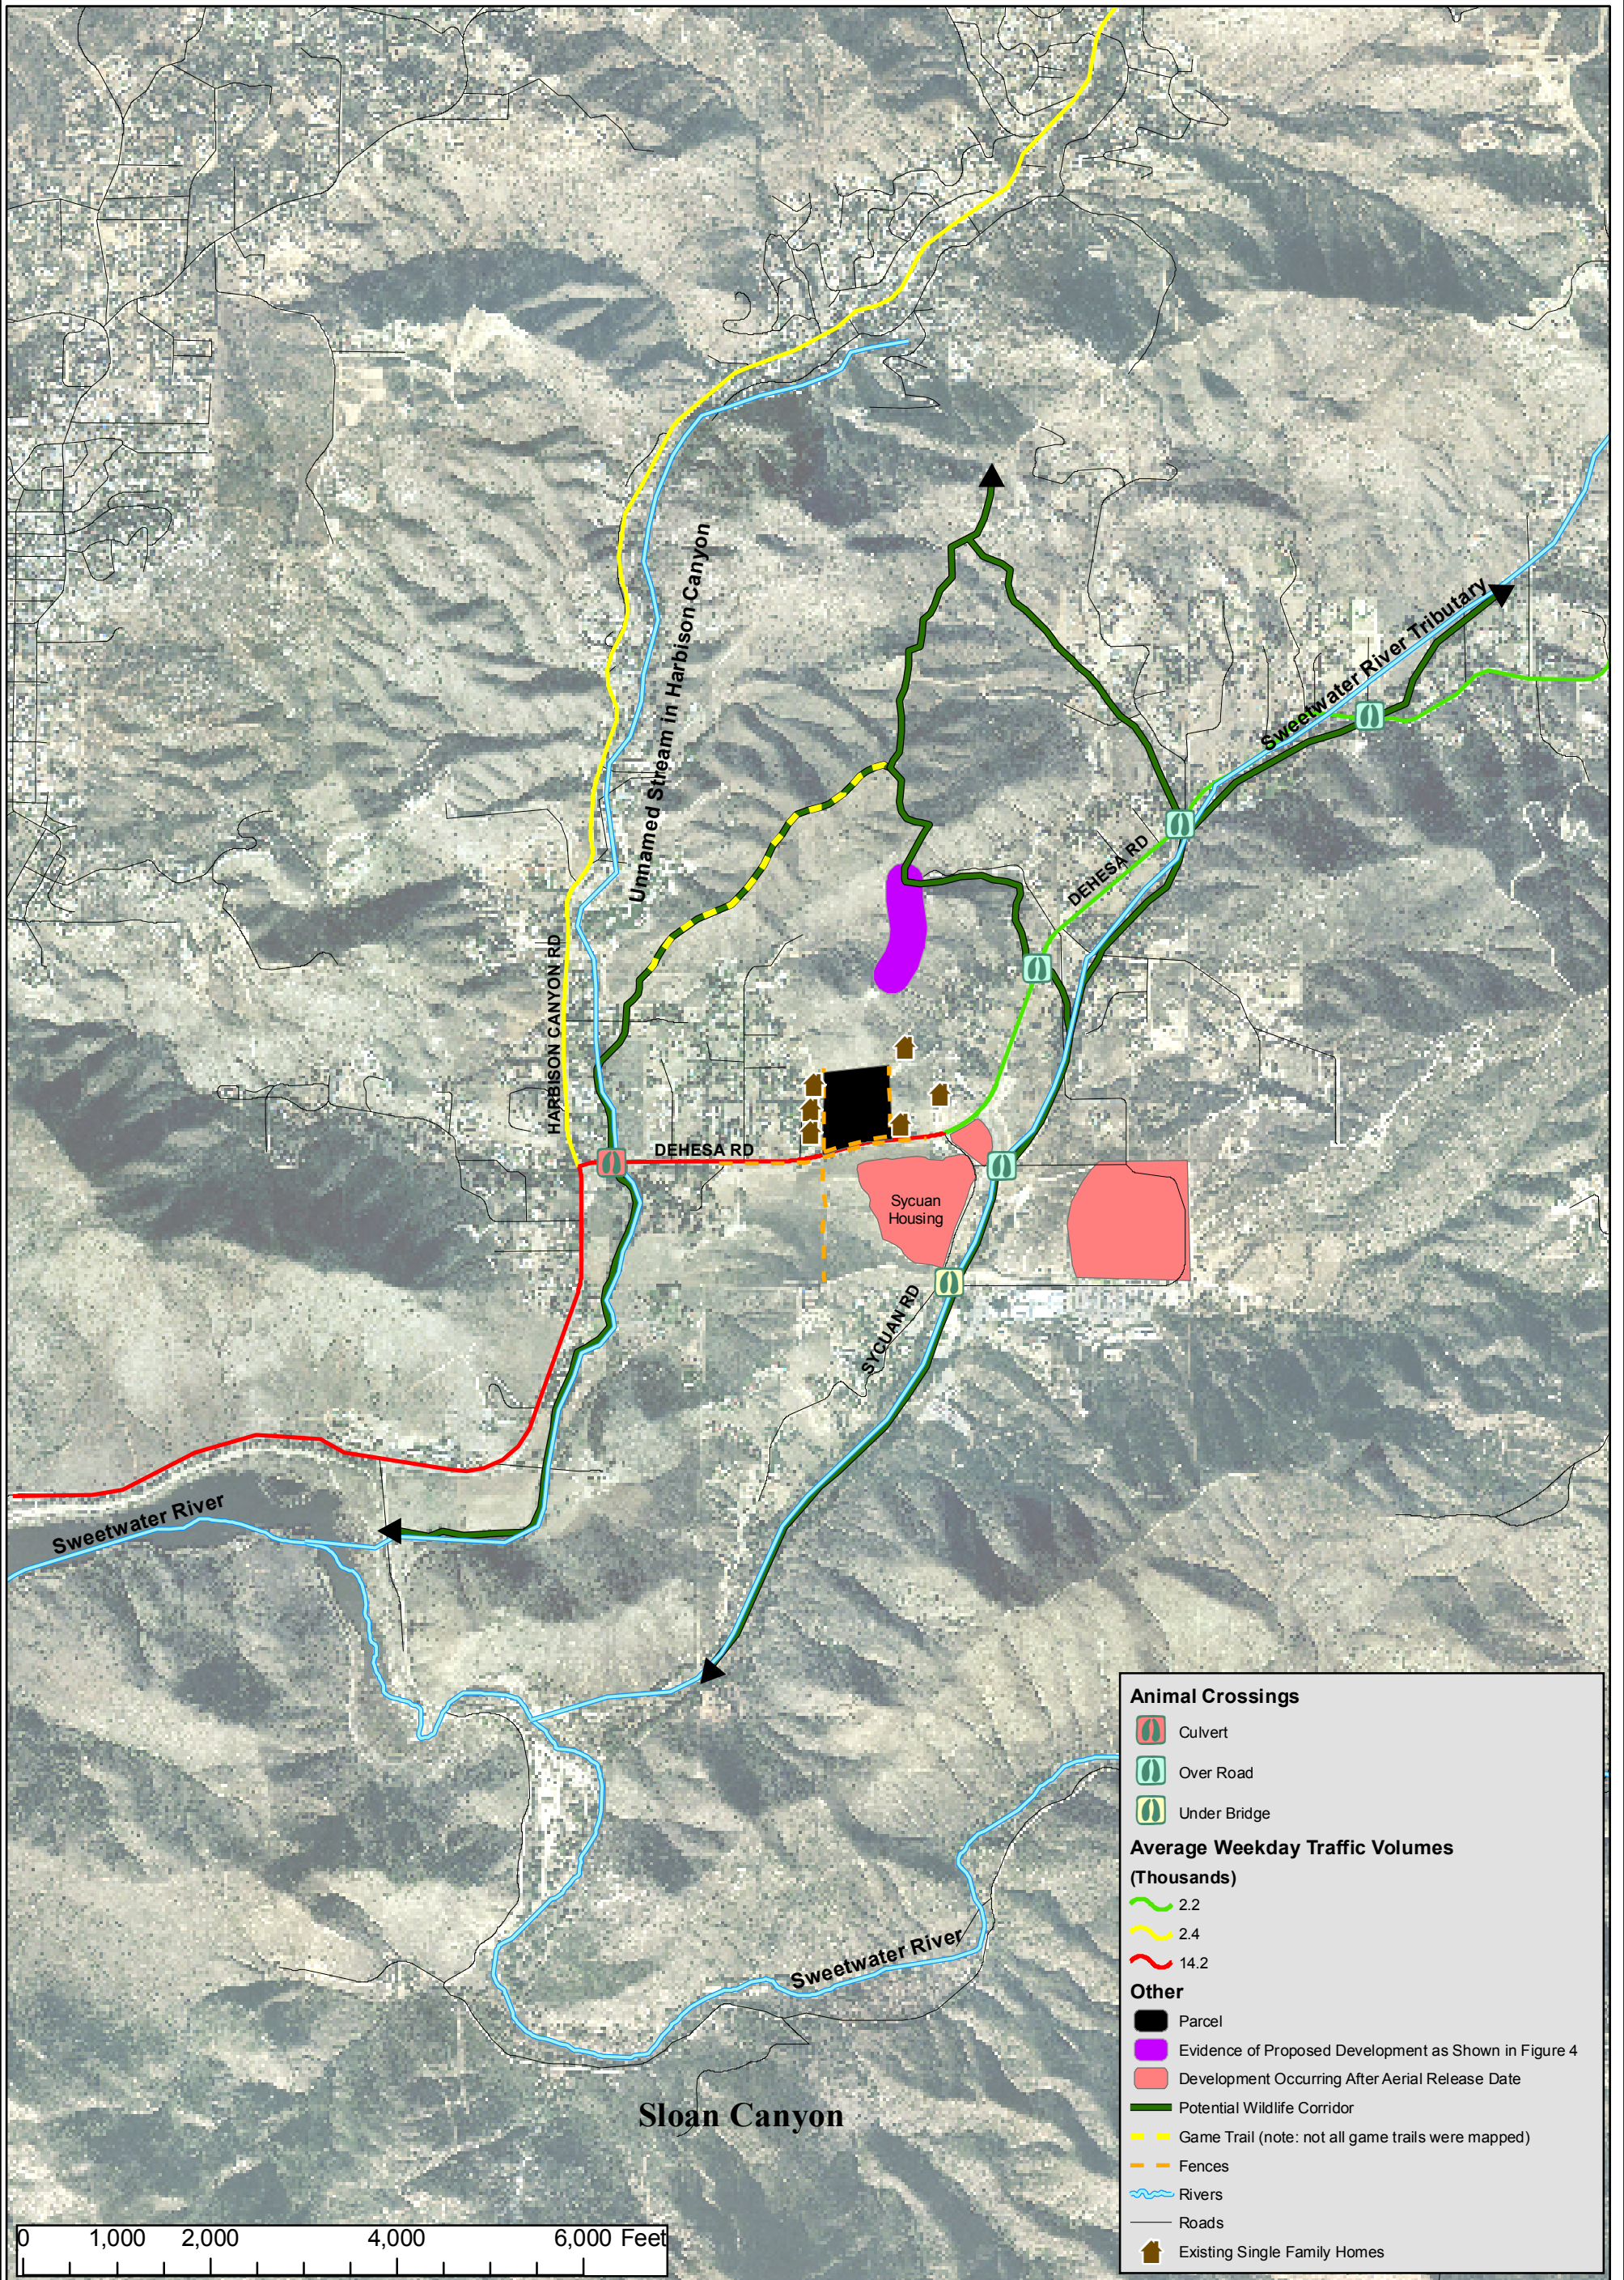 Unnamed Stream in Harbison Canyon
Sweetwater River Tributary
DEHESA RD
HARBISON CANYON RD
DEHESA RD
Sycuan
Housing
SYCUAN RD
Sweetwater River
Sweetwater River
Sloan Canyon
Animal Crossings
Culvert
Over Road
Under Bridge
Average Weekday Traffic Volumes
(Thousands)
2.2
2.4
14.2
Other
Parcel
Evidence of Proposed Development as Shown in Figure 4
Development Occurring After Aerial Release Date
Potential Wildlife Corridor
Game Trail (note: not all game trails were mapped)
Fences
Rivers
Roads
Existing Single Family Homes
0 1,000 2,000 4,000 6,000 Feet